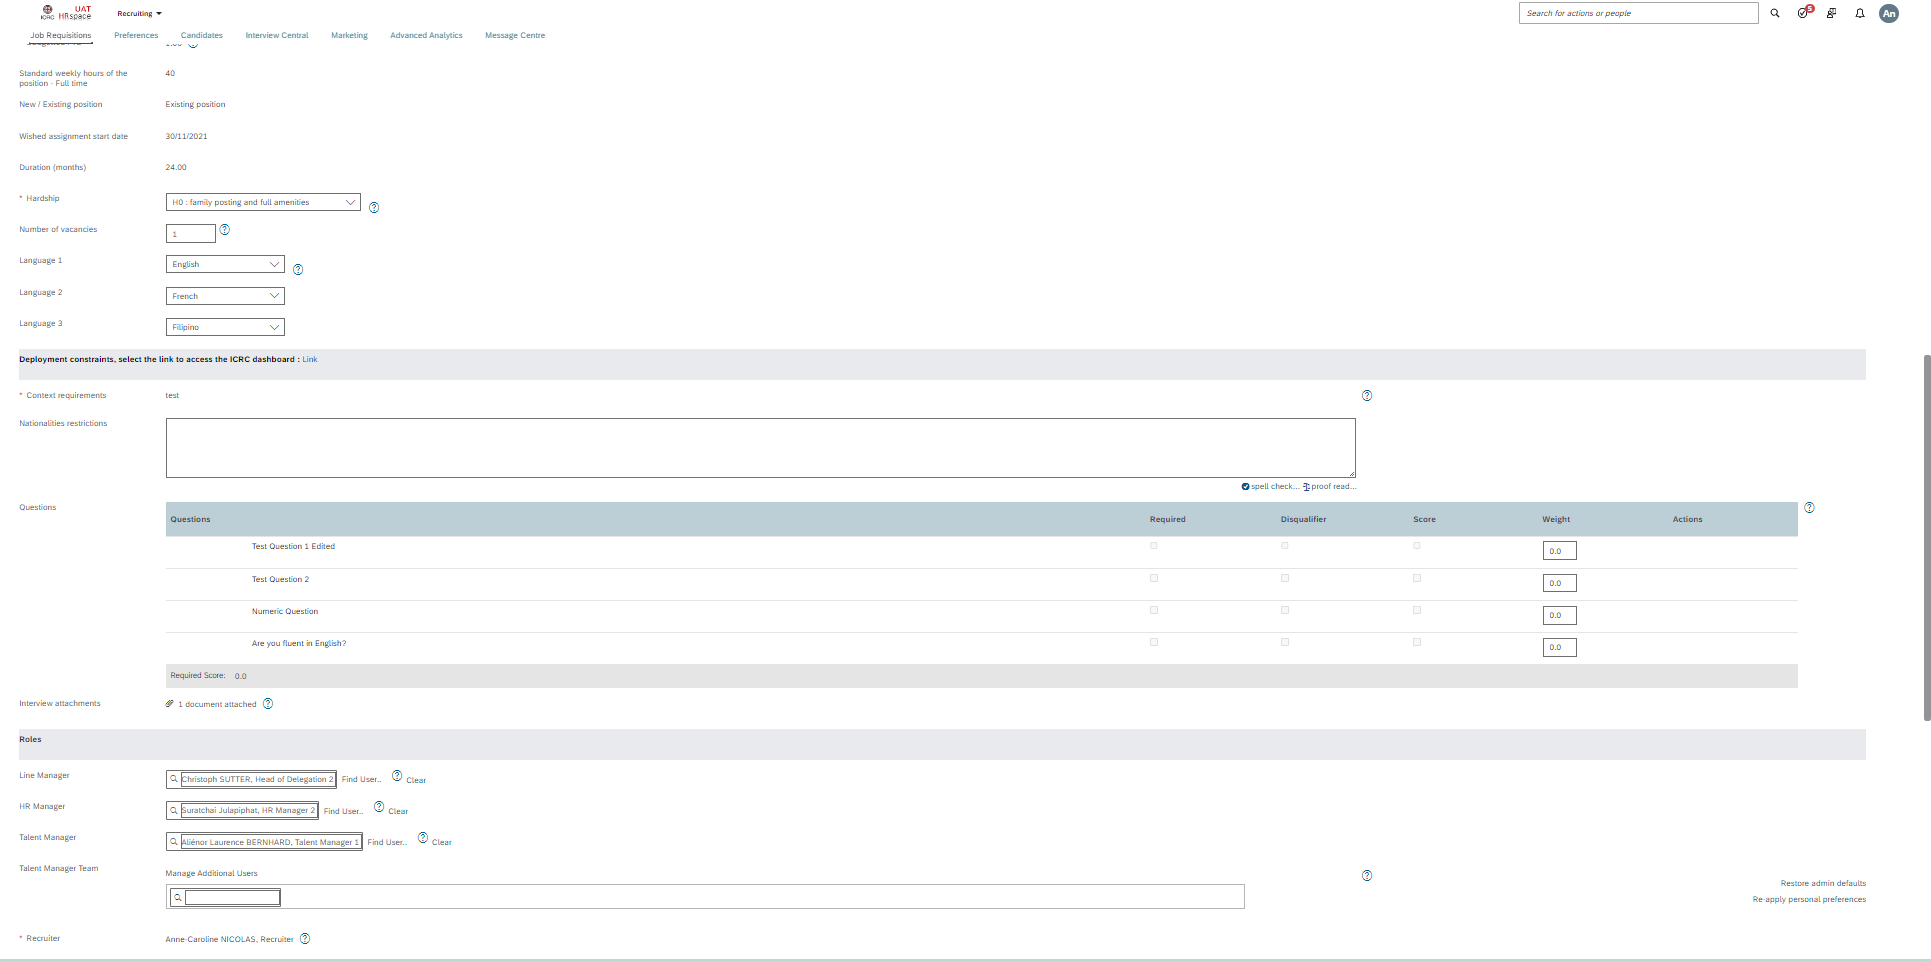 ICRC
UAT
HRspace
Recruiting
Search for actions or people
5
An
Job Requisitions
Preferences
Candidates
Interview Central
Marketing
Advanced Analytics
Message Centre
Standard weekly hours of the
position - Full time
40
New / Existing position
Existing position
Wished assignment start date
30/11/2021
Duration (months)
24.00
* Hardship
H0 : family posting and full amenities
Number of vacancies
1
Language 1
English
Language 2
French
Language 3
Filipino
Deployment constraints, select the link to access the ICRC dashboard : Link
* Context requirements
test
Nationalities restrictions
spell check... proof read...
Questions
Questions
Required
Disqualifier
Score
Weight
Actions
Test Question 1 Edited
0.0
Test Question 2
0.0
Numeric Question
0.0
Are you fluent in English?
0.0
Required Score: 0.0
Interview attachments
1 document attached
Roles
Line Manager
Christoph SUTTER, Head of Delegation 2
Find User..
Clear
HR Manager
Suratchai Julapiphat, HR Manager 2
Find User..
Clear
Talent Manager
Aliénor Laurence BERNHARD, Talent Manager 1
Find User..
Clear
Talent Manager Team
Manage Additional Users
Restore admin defaults
Re-apply personal preferences
* Recruiter
Anne-Caroline NICOLAS, Recruiter